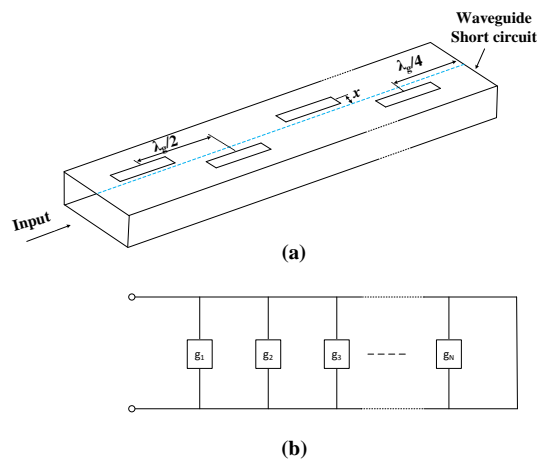 Waveguide
Short circuit
λg/4
x
λg/2
Input
(a)
g1
g2
g3
gN
(b)